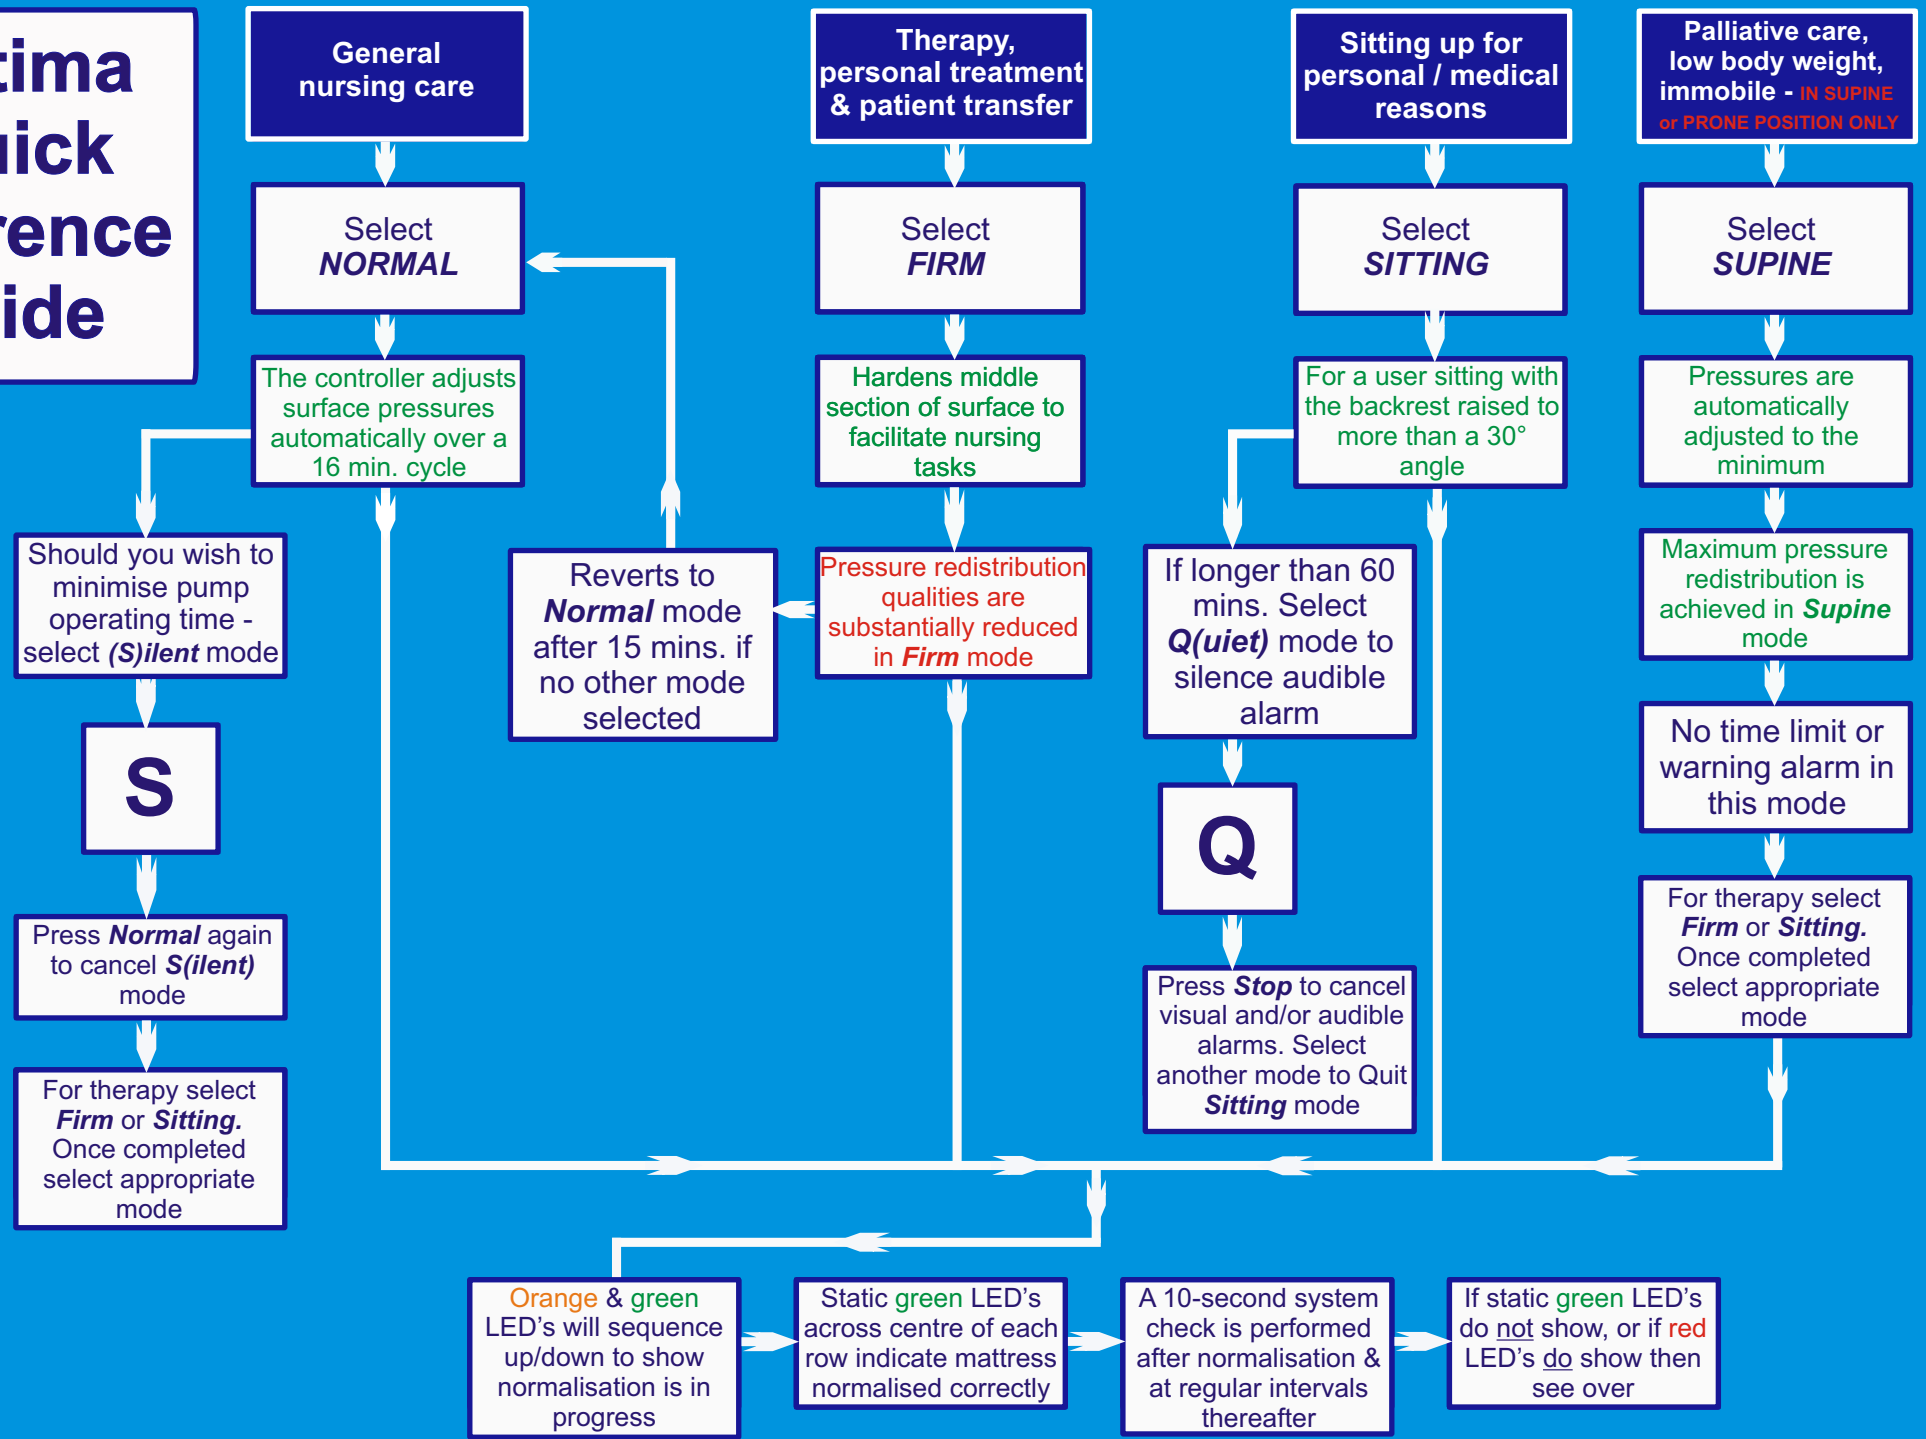 tima
uick
rence
ide
General
nursing care
Select
NORMAL
The controller adjusts
surface pressures
automatically over a
16 min. cycle
Should you wish to
minimise pump
operating time -
select (S)ilent mode
S
Press Normal again
to cancel S(ilent)
mode
For therapy select
Firm or Sitting.
Once completed
select appropriate
mode
Therapy,
personal treatment
& patient transfer
Select
FIRM
Hardens middle
section of surface to
facilitate nursing
tasks
Pressure redistribution
qualities are
substantially reduced
in Firm mode
Reverts to
Normal mode
after 15 mins. if
no other mode
selected
Sitting up for
personal / medical
reasons
Select
SITTING
For a user sitting with
the backrest raised to
more than a 30°
angle
If longer than 60
mins. Select
Q(uiet) mode to
silence audible
alarm
Q
Press Stop to cancel
visual and/or audible
alarms. Select
another mode to Quit
Sitting mode
Palliative care,
low body weight,
immobile - IN SUPINE
or PRONE POSITION ONLY
Select
SUPINE
Pressures are
automatically
adjusted to the
minimum
Maximum pressure
redistribution is
achieved in Supine
mode
No time limit or
warning alarm in
this mode
For therapy select
Firm or Sitting.
Once completed
select appropriate
mode
Orange & green
LED's will sequence
up/down to show
normalisation is in
progress
Static green LED's
across centre of each
row indicate mattress
normalised correctly
A 10-second system
check is performed
after normalisation &
at regular intervals
thereafter
If static green LED's
do not show, or if red
LED's do show then
see over